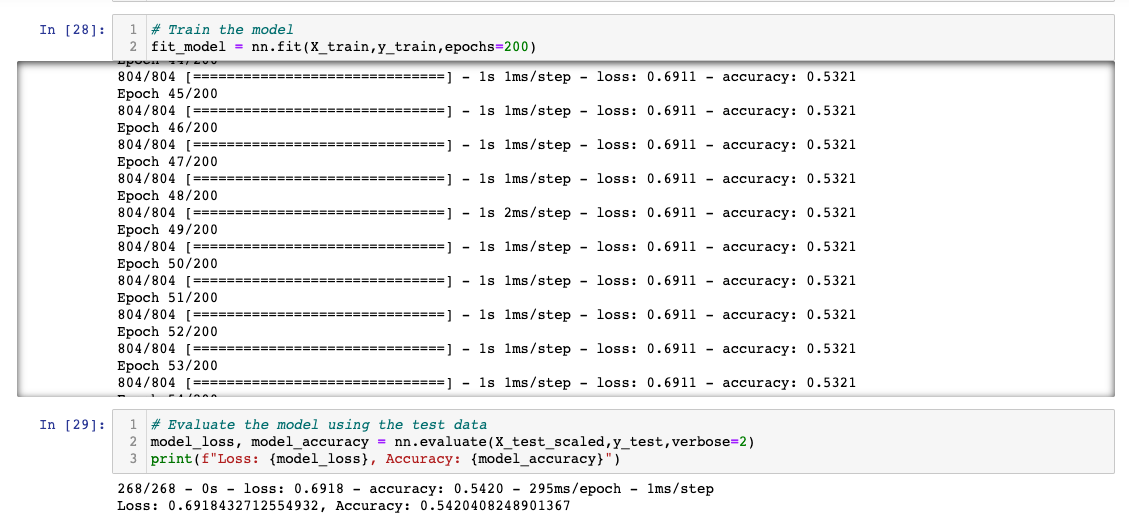 In [28]:
1 # Train the model
2 fit_model = nn.fit(X_train,y_train,epochs=200)
804/804 [==============================] - 1s 1ms/step - loss: 0.6911 - accuracy: 0.5321
Epoch 45/200
804/804 [==============================] - 1s 1ms/step - loss: 0.6911 - accuracy: 0.5321
Epoch 46/200
804/804 [==============================] - 1s 1ms/step - loss: 0.6911 - accuracy: 0.5321
Epoch 47/200
804/804 [==============================] - 1s 1ms/step - loss: 0.6911 - accuracy: 0.5321
Epoch 48/200
804/804 [==============================] - 1s 2ms/step - loss: 0.6911 - accuracy: 0.5321
Epoch 49/200
804/804 [==============================] - 1s 1ms/step - loss: 0.6911 - accuracy: 0.5321
Epoch 50/200
804/804 [==============================] - 1s 1ms/step - loss: 0.6911 - accuracy: 0.5321
Epoch 51/200
804/804 [==============================] - 1s 1ms/step - loss: 0.6911 - accuracy: 0.5321
Epoch 52/200
804/804 [==============================] - 1s 1ms/step - loss: 0.6911 - accuracy: 0.5321
Epoch 53/200
804/804 [==============================] - 1s 1ms/step - loss: 0.6911 - accuracy: 0.5321
In [29]:
1 # Evaluate the model using the test data
2 model_loss, model_accuracy = nn.evaluate(X_test_scaled,y_test,verbose=2)
3 print(f"Loss: {model_loss}, Accuracy: {model_accuracy}")
268/268 - 0s - loss: 0.6918 - accuracy: 0.5420 - 295ms/epoch - 1ms/step
Loss: 0.6918432712554932, Accuracy: 0.5420408248901367